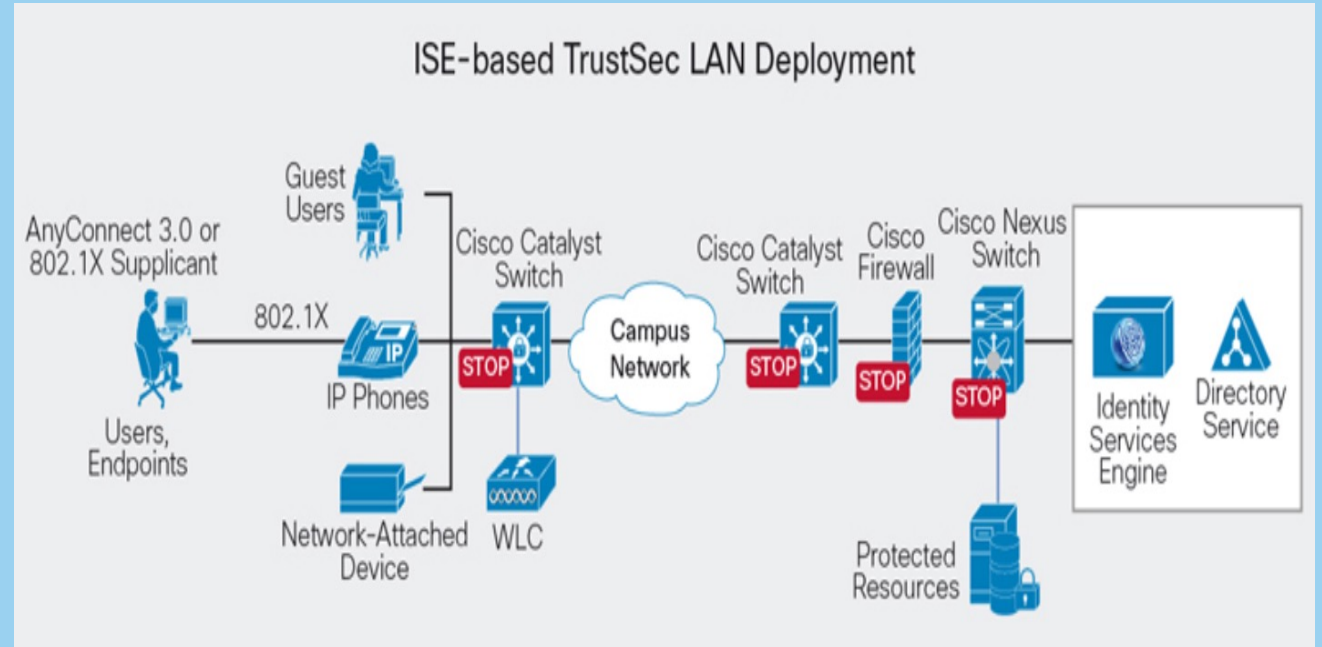 ISE-based TrustSec LAN Deployment
Guest
Users
AnyConnect 3.0 or
802.1X Supplicant
802.1X
Users,
Endpoints
IP
IP Phones
Network-Attached
Device
Cisco Catalyst
Switch
STOP
WLC
Campus
Network
Cisco Catalyst
Switch
STOP
Cisco
Firewall
STOP
Cisco Nexus
Switch
STOP
Protected
Resources
Identity
Services
Engine
Directory
Service